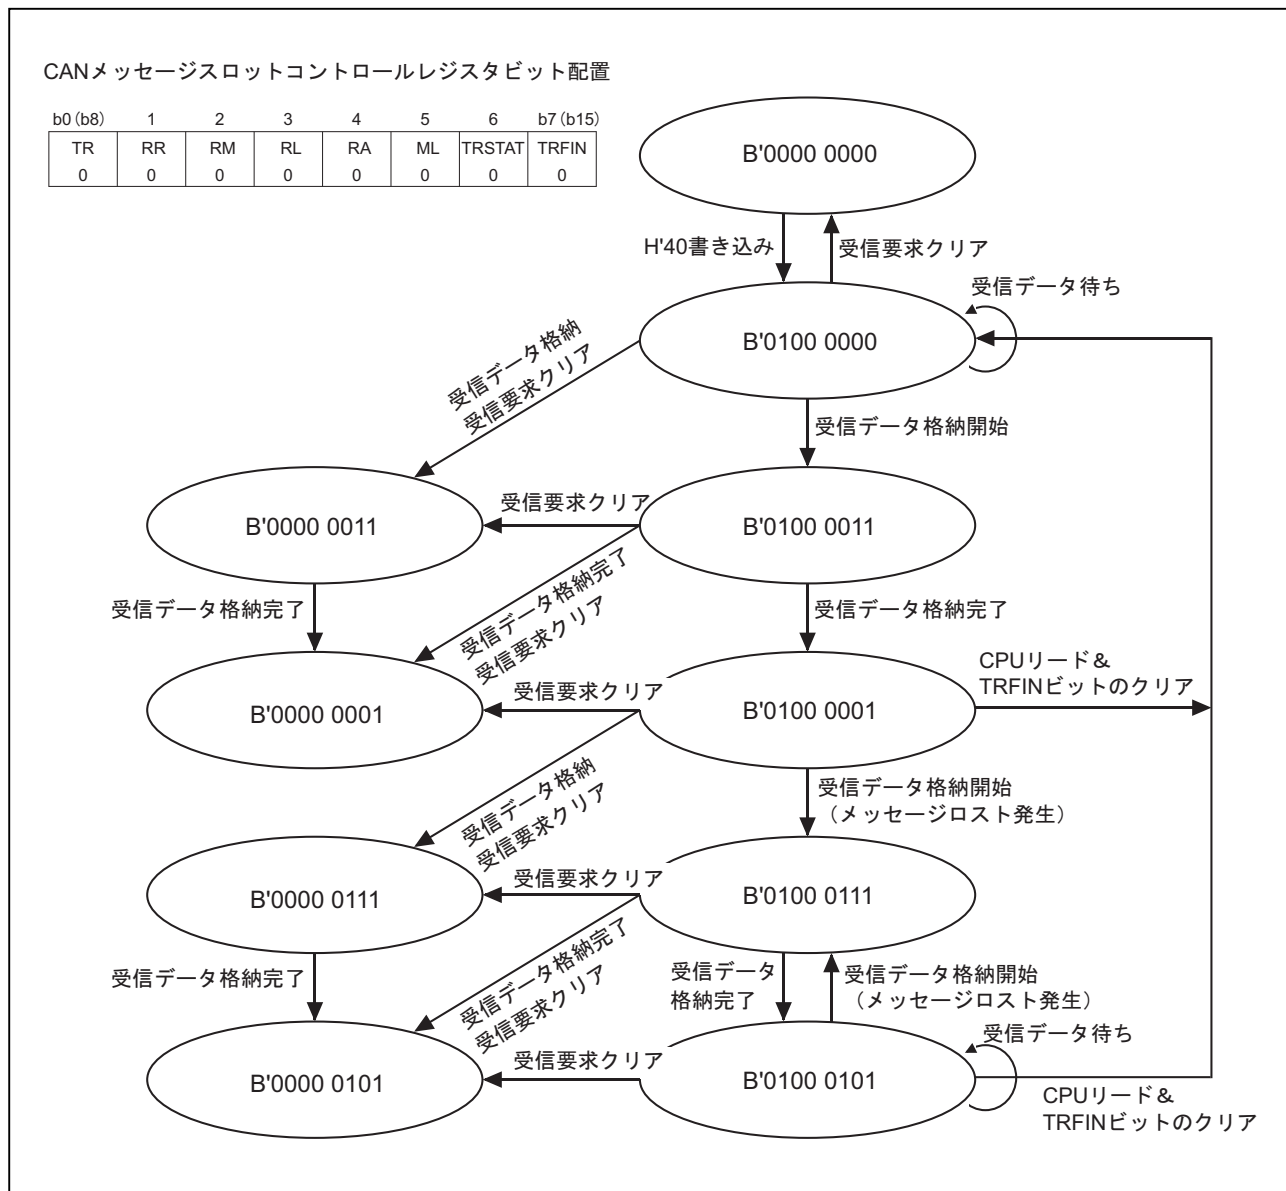 CANメッセージスロットコントロールレジスタビット配置
b0（b8） 1 2 3 4 5 6 b7（b15）
TR RR RM RL RA ML TRSTAT TRFIN
0 0 0 0 0 0 0 0
B'0000 0000
H'40書き込み
受信要求クリア
受信データ待ち
B'0100 0000
受信データ格納
受信要求クリア
受信データ格納開始
B'0000 0011
受信要求クリア
B'0100 0011
受信データ格納完了
受信データ格納完了
受信要求クリア
受信データ格納完了
CPUリード＆
TRFINビットのクリア
B'0000 0001
受信要求クリア
B'0100 0001
受信データ格納
受信要求クリア
受信データ格納開始
（メッセージロスト発生）
B'0000 0111
受信要求クリア
B'0100 0111
受信データ格納完了
受信データ格納完了
受信要求クリア
受信データ
格納完了
受信データ格納開始
（メッセージロスト発生）
受信データ待ち
B'0000 0101
受信要求クリア
B'0100 0101
CPUリード＆
TRFINビットのクリア